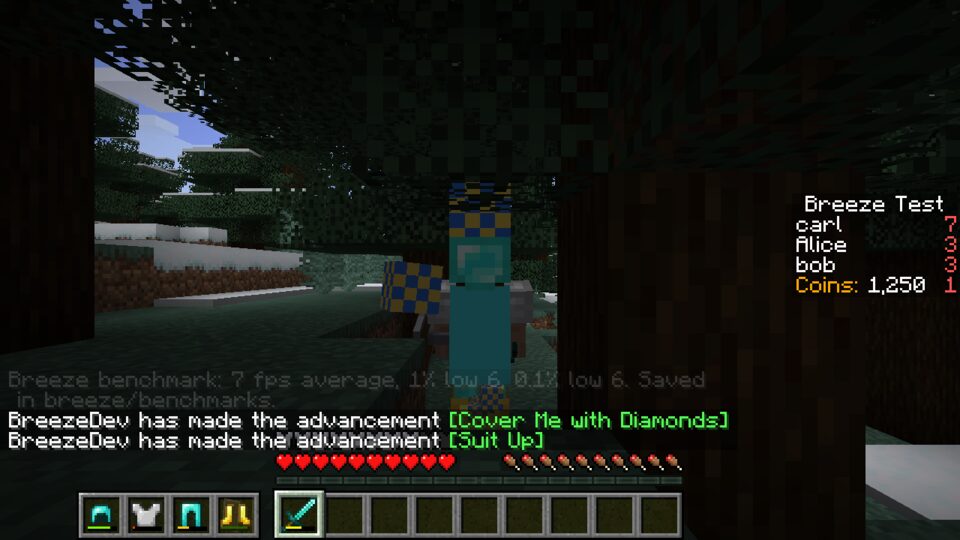 Breeze Test
carl 7
Alice 3
bob 3
Coins: 1,250 1
Breeze benchmark: 7 fps average, 1% low 6, 0.1% low 6. Saved
in breeze/benchmarks.
BreezeDev has made the advancement [Cover Me with Diamonds]
BreezeDev has made the advancement [Suit Up]